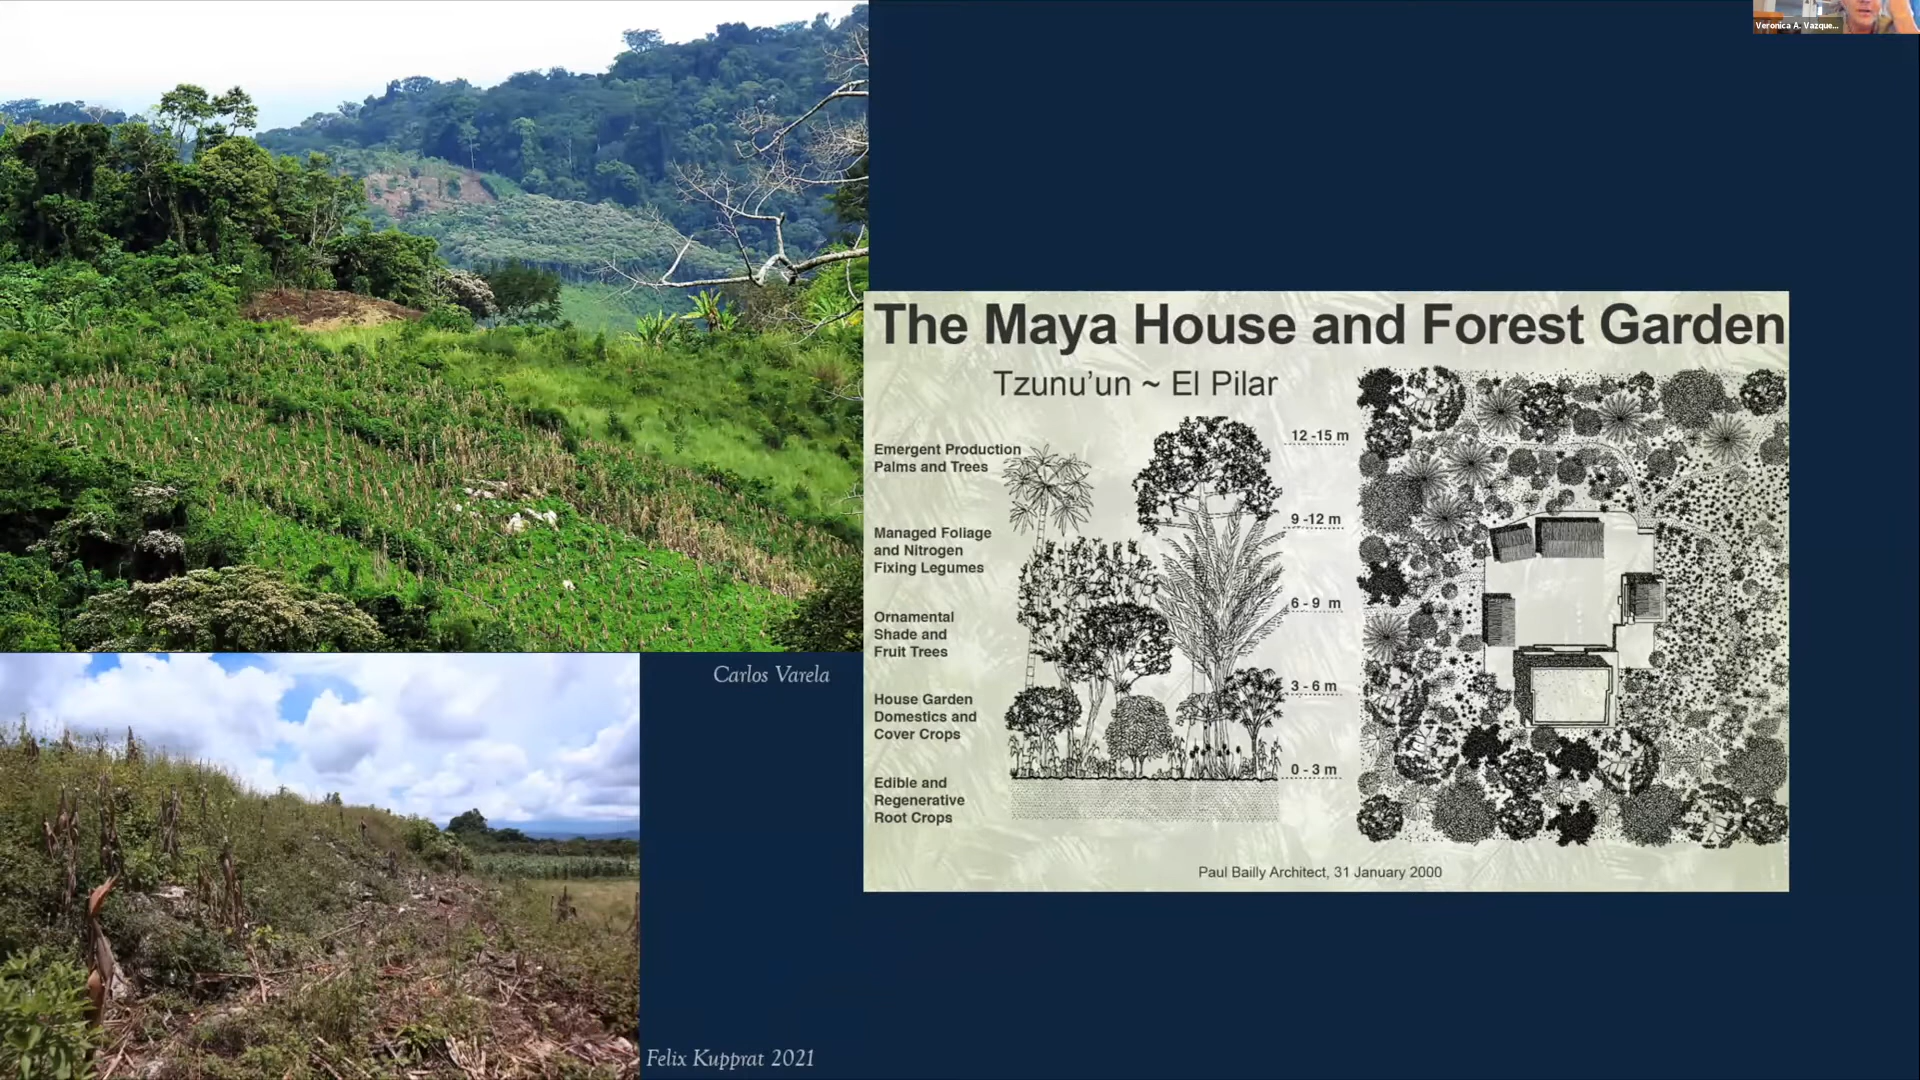 Veronica A. Vazque...
The Maya House and Forest Garden
Tzunu'un ~ El Pilar
Emergent Production
Palms and Trees
12 -15 m
Managed Foliage
and Nitrogen
Fixing Legumes
9 -12 m
Ornamental
Shade and
Fruit Trees
6 - 9 m
House Garden
Domestics and
Cover Crops
3 - 6 m
Edible and
Regenerative
Root Crops
0 - 3 m
Paul Bailly Architect, 31 January 2000
Carlos Varela
Felix Kupprat 2021